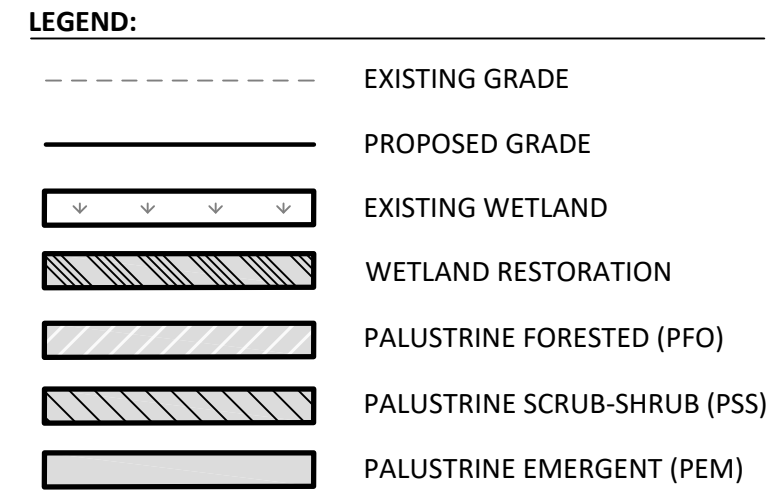 LEGEND:
EXISTING GRADE
PROPOSED GRADE
EXISTING WETLAND
WETLAND RESTORATION
PALUSTRINE FORESTED (PFO)
PALUSTRINE SCRUB-SHRUB (PSS)
PALUSTRINE EMERGENT (PEM)